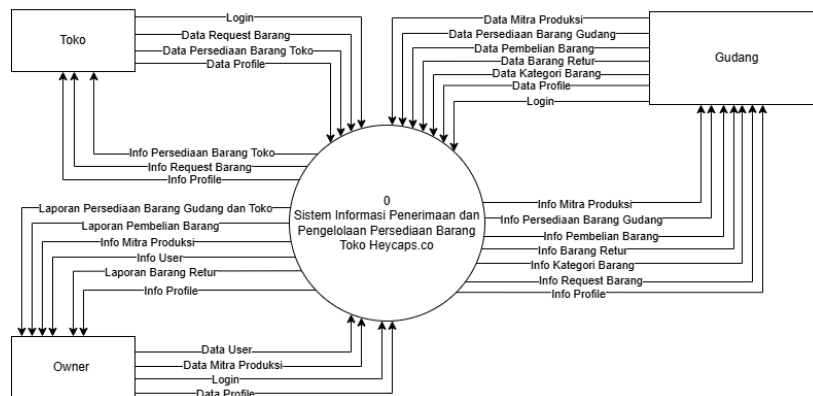 Toko
Login
Data Request Barang
Data Persediaan Barang Toko
Data Profile
Data Mitra Produksi
Data Persediaan Barang Gudang
Data Pembelian Barang
Data Barang Retur
Data Kategori Barang
Data Profile
Login
Gudang
Info Persediaan Barang Toko
Info Request Barang
Info Profile
0
Sistem Informasi Penerimaan dan
Pengelolaan Persediaan Barang
Toko Heycaps.co
Info Mitra Produksi
Info Persediaan Barang Gudang
Info Pembelian Barang
Info Barang Retur
Info Kategori Barang
Info Request Barang
Info Profile
Laporan Persediaan Barang Gudang dan Toko
Laporan Pembelian Barang
Info Mitra Produksi
Info User
Laporan Barang Retur
Info Profile
Owner
Data User
Data Mitra Produksi
Login
Data Profile